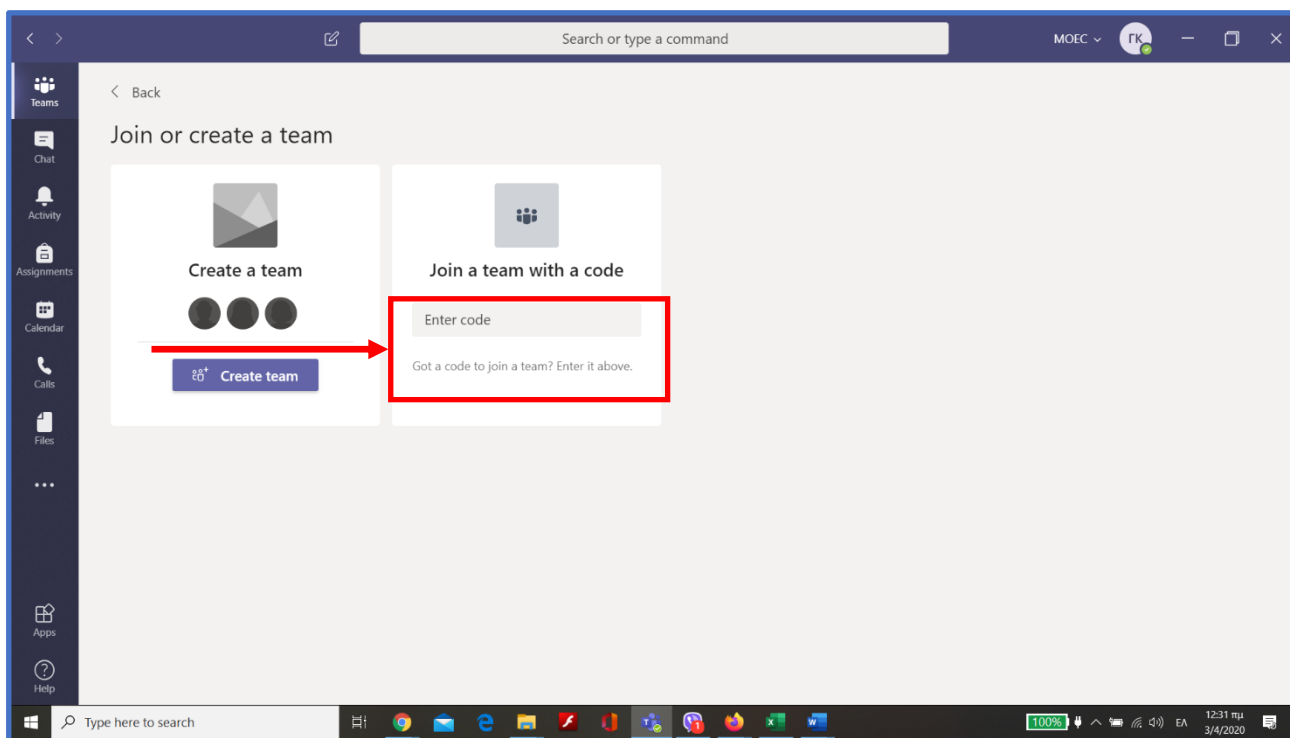 Search or type a command
MOEC
ΓΚ
Teams
Chat
Activity
Assignments
Calendar
Calls
Files
Apps
Help
Back
Join or create a team
Create a team
Create team
Join a team with a code
Enter code
Got a code to join a team? Enter it above.
Type here to search
100%
ΕΛ
12:31 πμ
3/4/2020